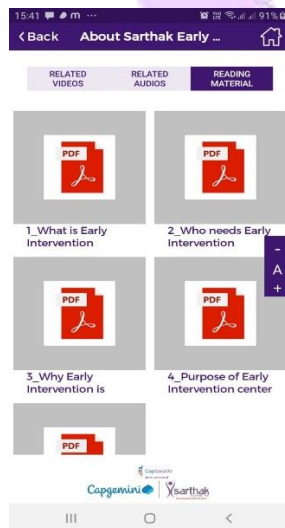 15:41 m ... 91%
Back About Sarthak Early ...
RELATED VIDEOS RELATED AUDIOS READING MATERIAL
PDF PDF
1_What is Early 2_Who needs Early
Intervention Intervention
-
A
+
PDF PDF
3_Why Early 4_Purpose of Early
Intervention is Intervention center
PDF
Capgemini sarthak